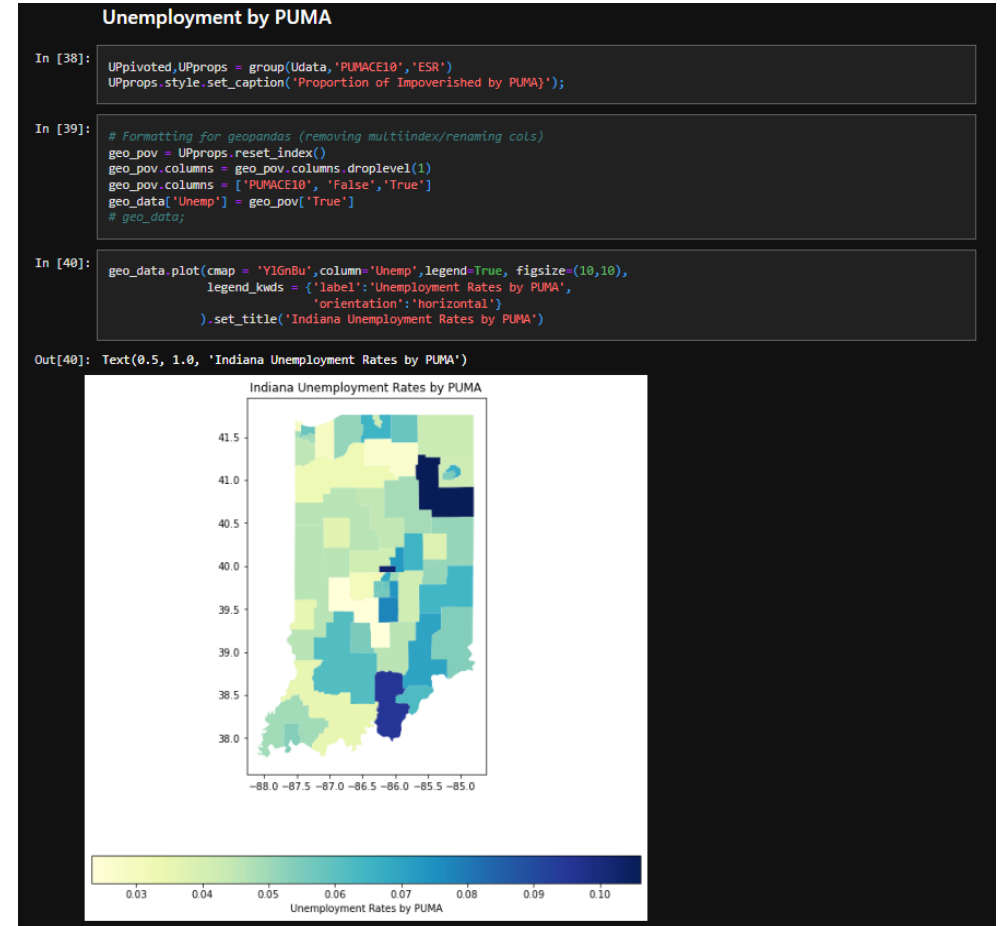 Unemployment by PUMA
In [38]:
UPpivoted,UPprops = group(Udata,'PUMACE10','ESR')
UPprops.style.set_caption('Proportion of Impoverished by PUMA}');
In [39]:
# Formatting for geopandas (removing multiindex/renaming cols)
geo_pov = UPprops.reset_index()
geo_pov.columns = geo_pov.columns.droplevel(1)
geo_pov.columns = ['PUMACE10', 'False','True']
geo_data['Unemp'] = geo_pov['True']
# geo_data;
In [40]:
geo_data.plot(cmap = 'YlGnBu',column='Unemp',legend=True, figsize=(10,10),
legend_kwds = {'label':'Unemployment Rates by PUMA',
'orientation':'horizontal'}
).set_title('Indiana Unemployment Rates by PUMA')
Out[40]: Text(0.5, 1.0, 'Indiana Unemployment Rates by PUMA')
Indiana Unemployment Rates by PUMA
41.5
41.0
40.5
40.0
39.5
39.0
38.5
38.0
−88.0 −87.5 −87.0 −86.5 −86.0 −85.5 −85.0
0.03 0.04 0.05 0.06 0.07 0.08 0.09 0.10
Unemployment Rates by PUMA